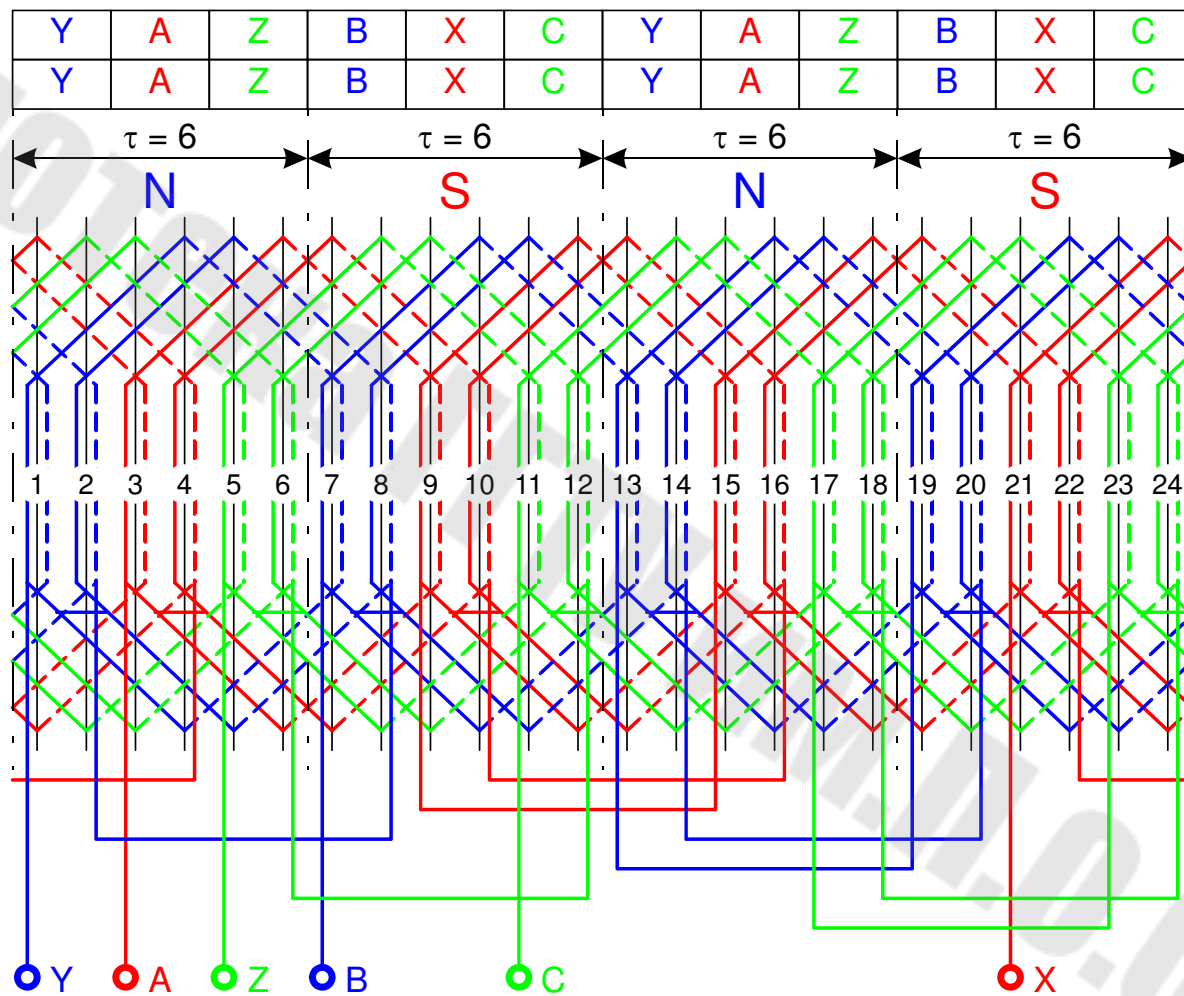 Y A Z B X C Y A Z B X C
Y A Z B X C Y A Z B X C
τ = 6 τ = 6 τ = 6 τ = 6
N S N S
1 2 3 4 5 6 7 8 9 10 11 12 13 14 15 16 17 18 19 20 21 22 23 24
Y A Z B C X